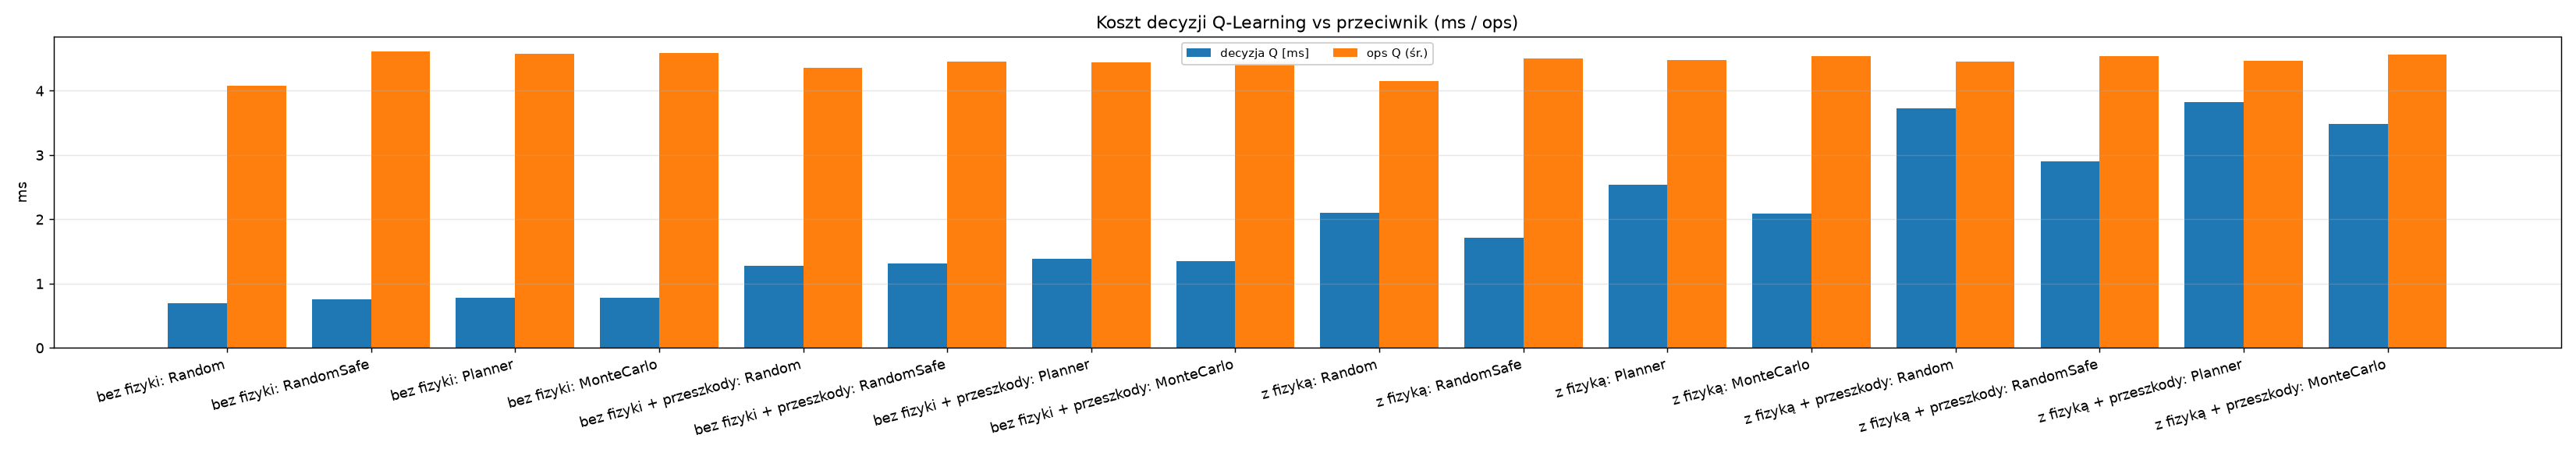 Koszt decyzji Q-Learning vs przeciwnik (ms / ops)
decyzja Q [ms]
ops Q (śr.)
ms
4
3
2
1
0
bez fizyki: Random
bez fizyki: RandomSafe
bez fizyki: Planner
bez fizyki: MonteCarlo
bez fizyki + przeszkody: Random
bez fizyki + przeszkody: RandomSafe
bez fizyki + przeszkody: Planner
bez fizyki + przeszkody: MonteCarlo
z fizyką: Random
z fizyką: RandomSafe
z fizyką: Planner
z fizyką: MonteCarlo
z fizyką + przeszkody: Random
z fizyką + przeszkody: RandomSafe
z fizyką + przeszkody: Planner
z fizyką + przeszkody: MonteCarlo